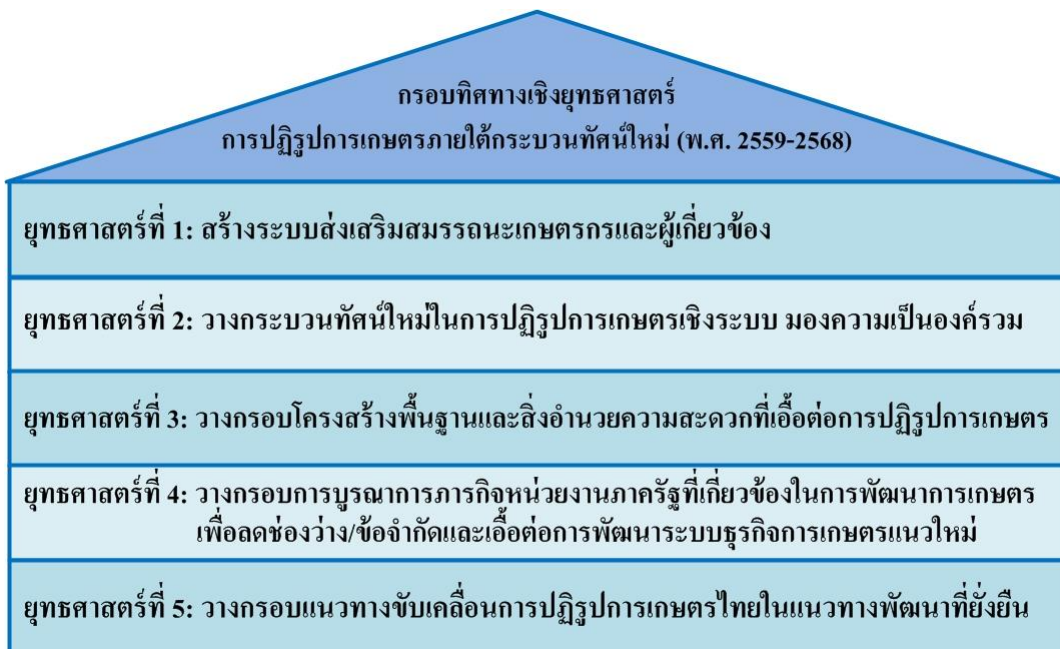 กรอบทิศทางเชิงยุทธศาสตร์
การปฏิรูปการเกษตรภายใต้กระบวนทัศน์ใหม่ (พ.ศ. 2559-2568)
ยุทธศาสตร์ที่ 1: สร้างระบบส่งเสริมสมรรถนะเกษตรกรและผู้เกี่ยวข้อง
ยุทธศาสตร์ที่ 2: วางกระบวนทัศน์ใหม่ในการปฏิรูปการเกษตรเชิงระบบ มองความเป็นองค์รวม
ยุทธศาสตร์ที่ 3: วางกรอบโครงสร้างพื้นฐานและสิ่งอำนวยความสะดวกที่เอื้อต่อการปฏิรูปการเกษตร
ยุทธศาสตร์ที่ 4: วางกรอบการบูรณาการภารกิจหน่วยงานภาครัฐที่เกี่ยวข้องในการพัฒนาการเกษตร
เพื่อลดช่องว่าง/ข้อจำกัดและเอื้อต่อการพัฒนาระบบธุรกิจการเกษตรแนวใหม่
ยุทธศาสตร์ที่ 5: วางกรอบแนวทางขับเคลื่อนการปฏิรูปการเกษตรไทยในแนวทางพัฒนาที่ยั่งยืน